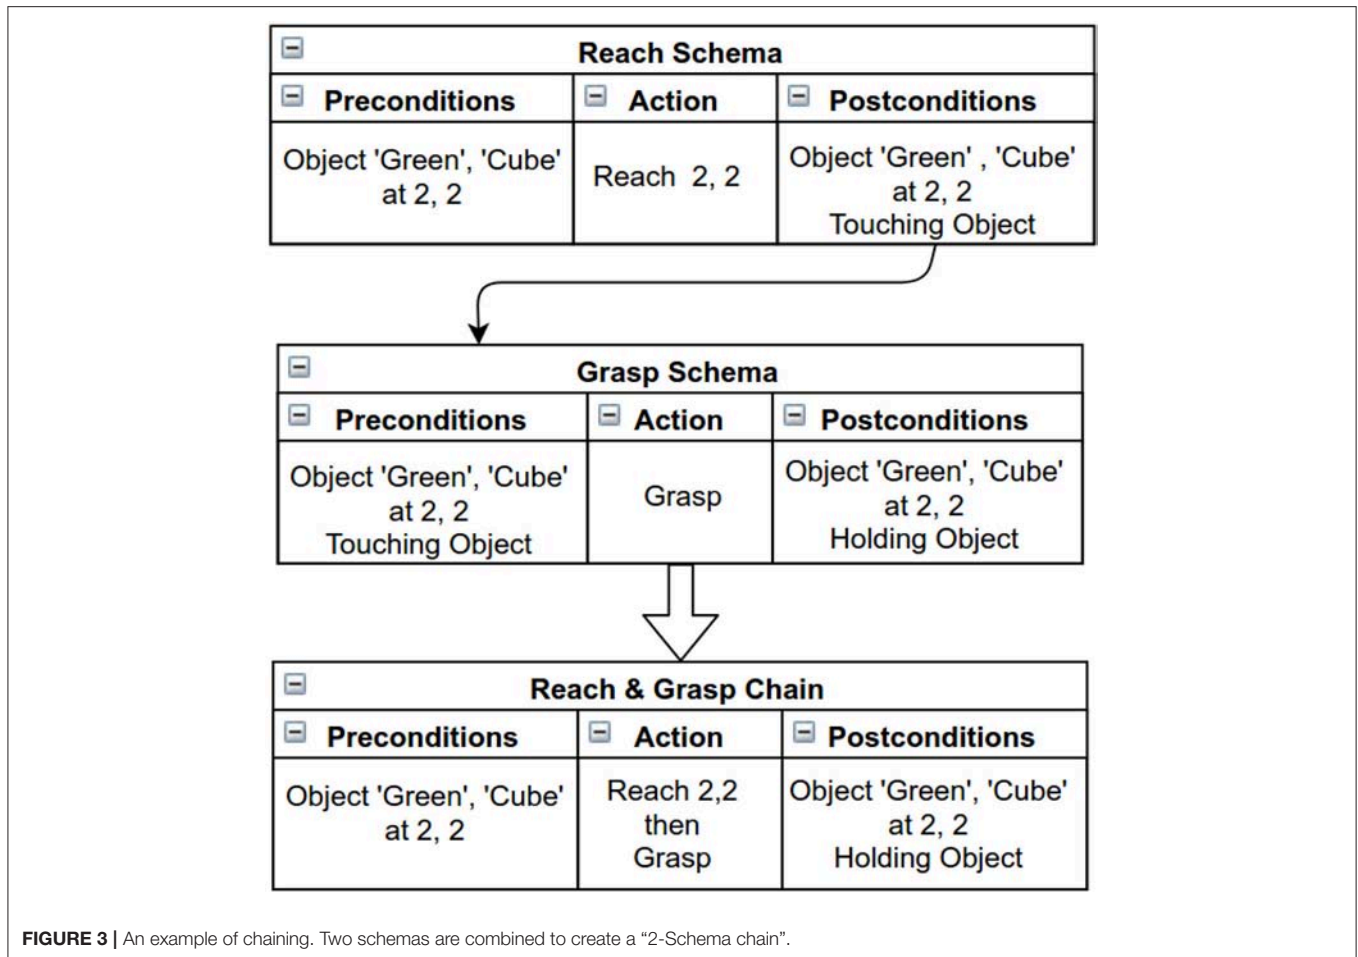 Reach Schema
Preconditions Action Postconditions
Object 'Green', 'Cube'
at 2, 2
Reach 2, 2
Object 'Green' , 'Cube'
at 2, 2
Touching Object
Grasp Schema
Preconditions Action Postconditions
Object 'Green', 'Cube'
at 2, 2
Touching Object
Grasp
Object 'Green', 'Cube'
at 2, 2
Holding Object
Reach & Grasp Chain
Preconditions Action Postconditions
Object 'Green', 'Cube'
at 2, 2
Reach 2,2
then
Grasp
Object 'Green', 'Cube'
at 2, 2
Holding Object
FIGURE 3 | An example of chaining. Two schemas are combined to create a “2-Schema chain”.